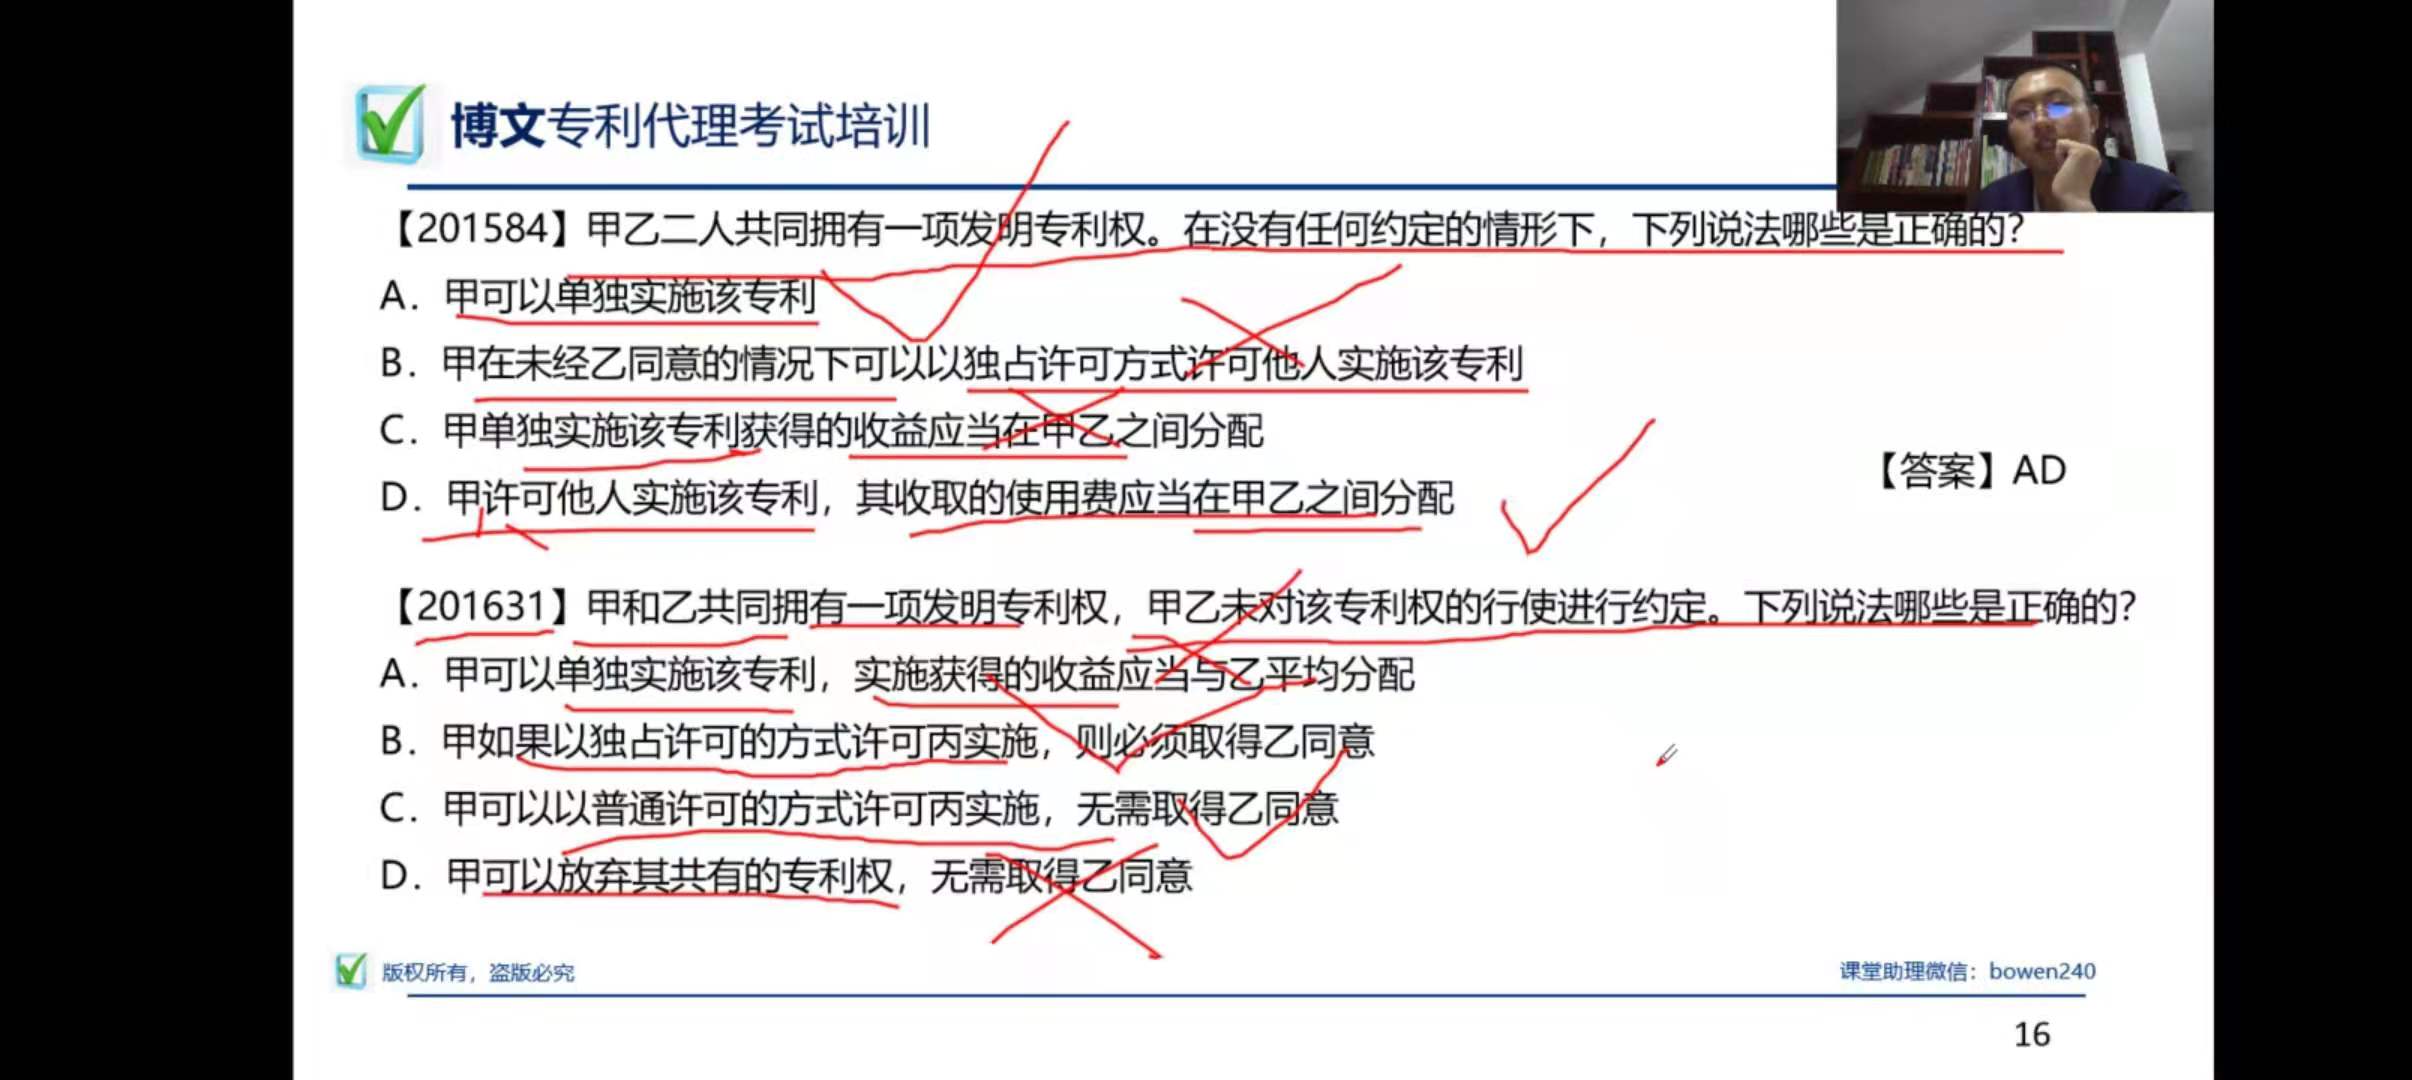 博文专利代理考试培训
【201584】甲乙二人共同拥有一项发明专利权。在没有任何约定的情形下，下列说法哪些是正确的？
A. 甲可以单独实施该专利
B. 甲在未经乙同意的情况下可以以独占许可方式许可他人实施该专利
C. 甲单独实施该专利获得的收益应当在甲乙之间分配
D. 甲许可他人实施该专利，其收取的使用费应当在甲乙之间分配
【答案】AD
【201631】甲和乙共同拥有一项发明专利权，甲乙未对该专利权的行使进行约定。下列说法哪些是正确的？
A. 甲可以单独实施该专利，实施获得的收益应当与乙平均分配
B. 甲如果以独占许可的方式许可丙实施，则必须取得乙同意
C. 甲可以以普通许可的方式许可丙实施，无需取得乙同意
D. 甲可以放弃其共有的专利权，无需取得乙同意
版权所有，盗版必究
课堂助理微信：bowen240
16